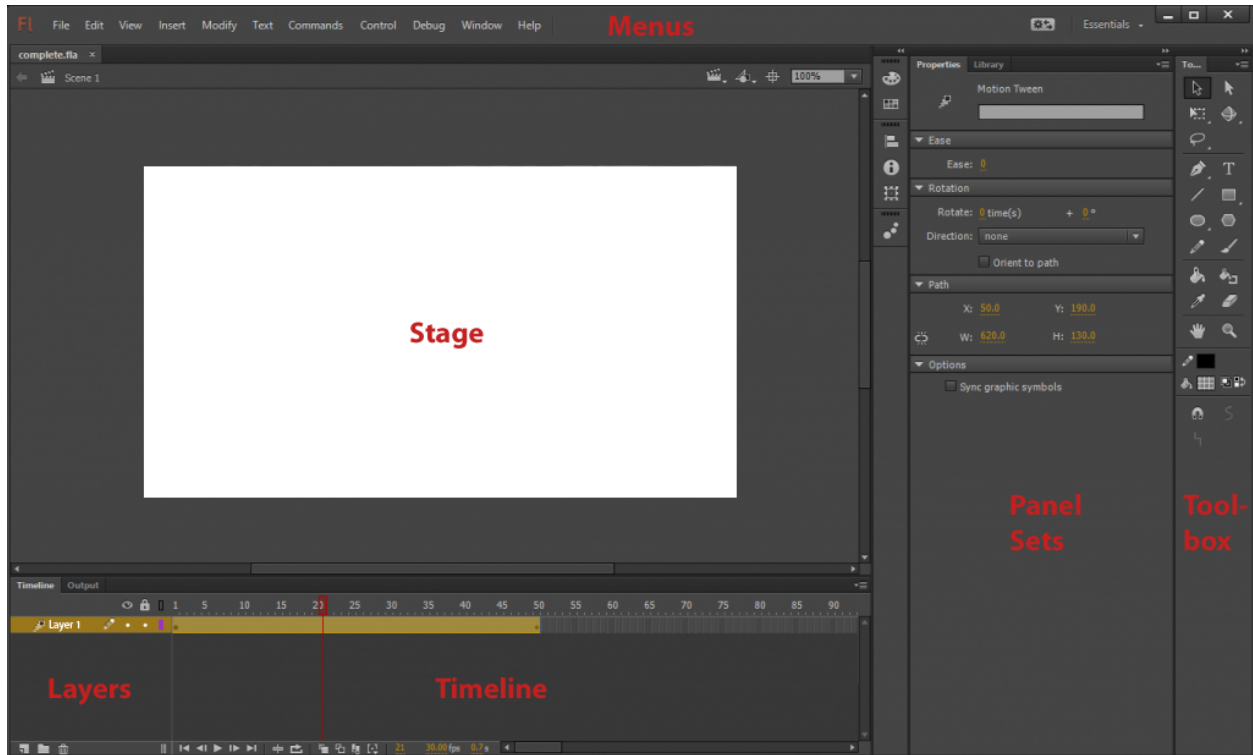 Fl File Edit View Insert Modify Text Commands Control Debug Window Help Menus Essentials
complete.fla ×
Scene 1 100%
Properties Library To...
Motion Tween
Ease
Ease: 0
Rotation
Rotate: 0 time(s) + 0 °
Direction: none
Orient to path
Path
X: 50.0 Y: 190.0
W: 620.0 H: 130.0
Options
Sync graphic symbols
Stage
Panel
Sets
Tool-
box
Timeline Output
1 5 10 15 20 25 30 35 40 45 50 55 60 65 70 75 80 85 90
Layer 1
Layers Timeline
21 30.00 fps 0.7 s